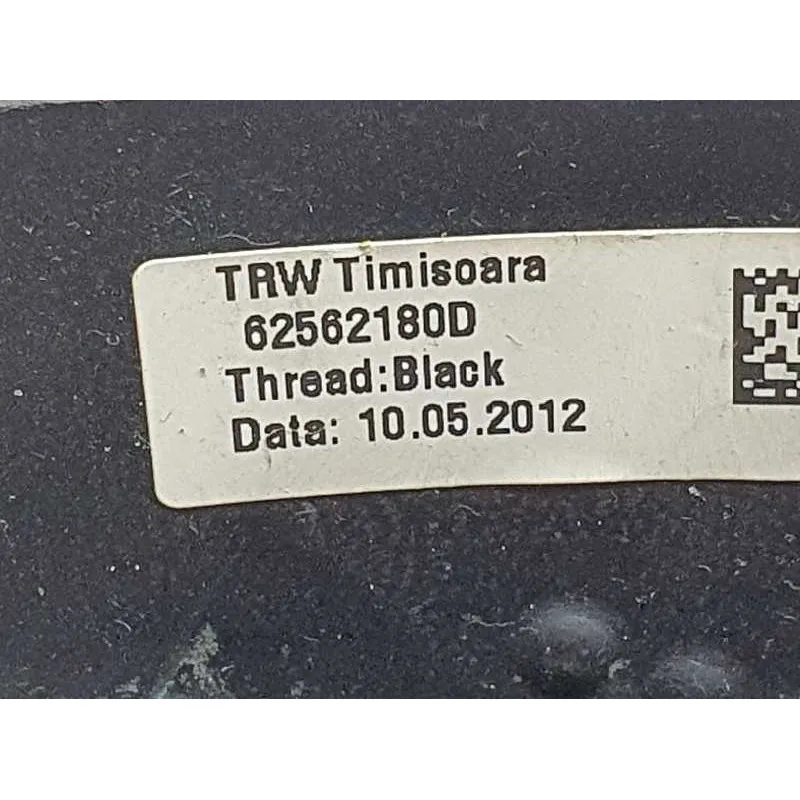 TRW Timisoara
62562180D
Thread:Black
Data: 10.05.2012